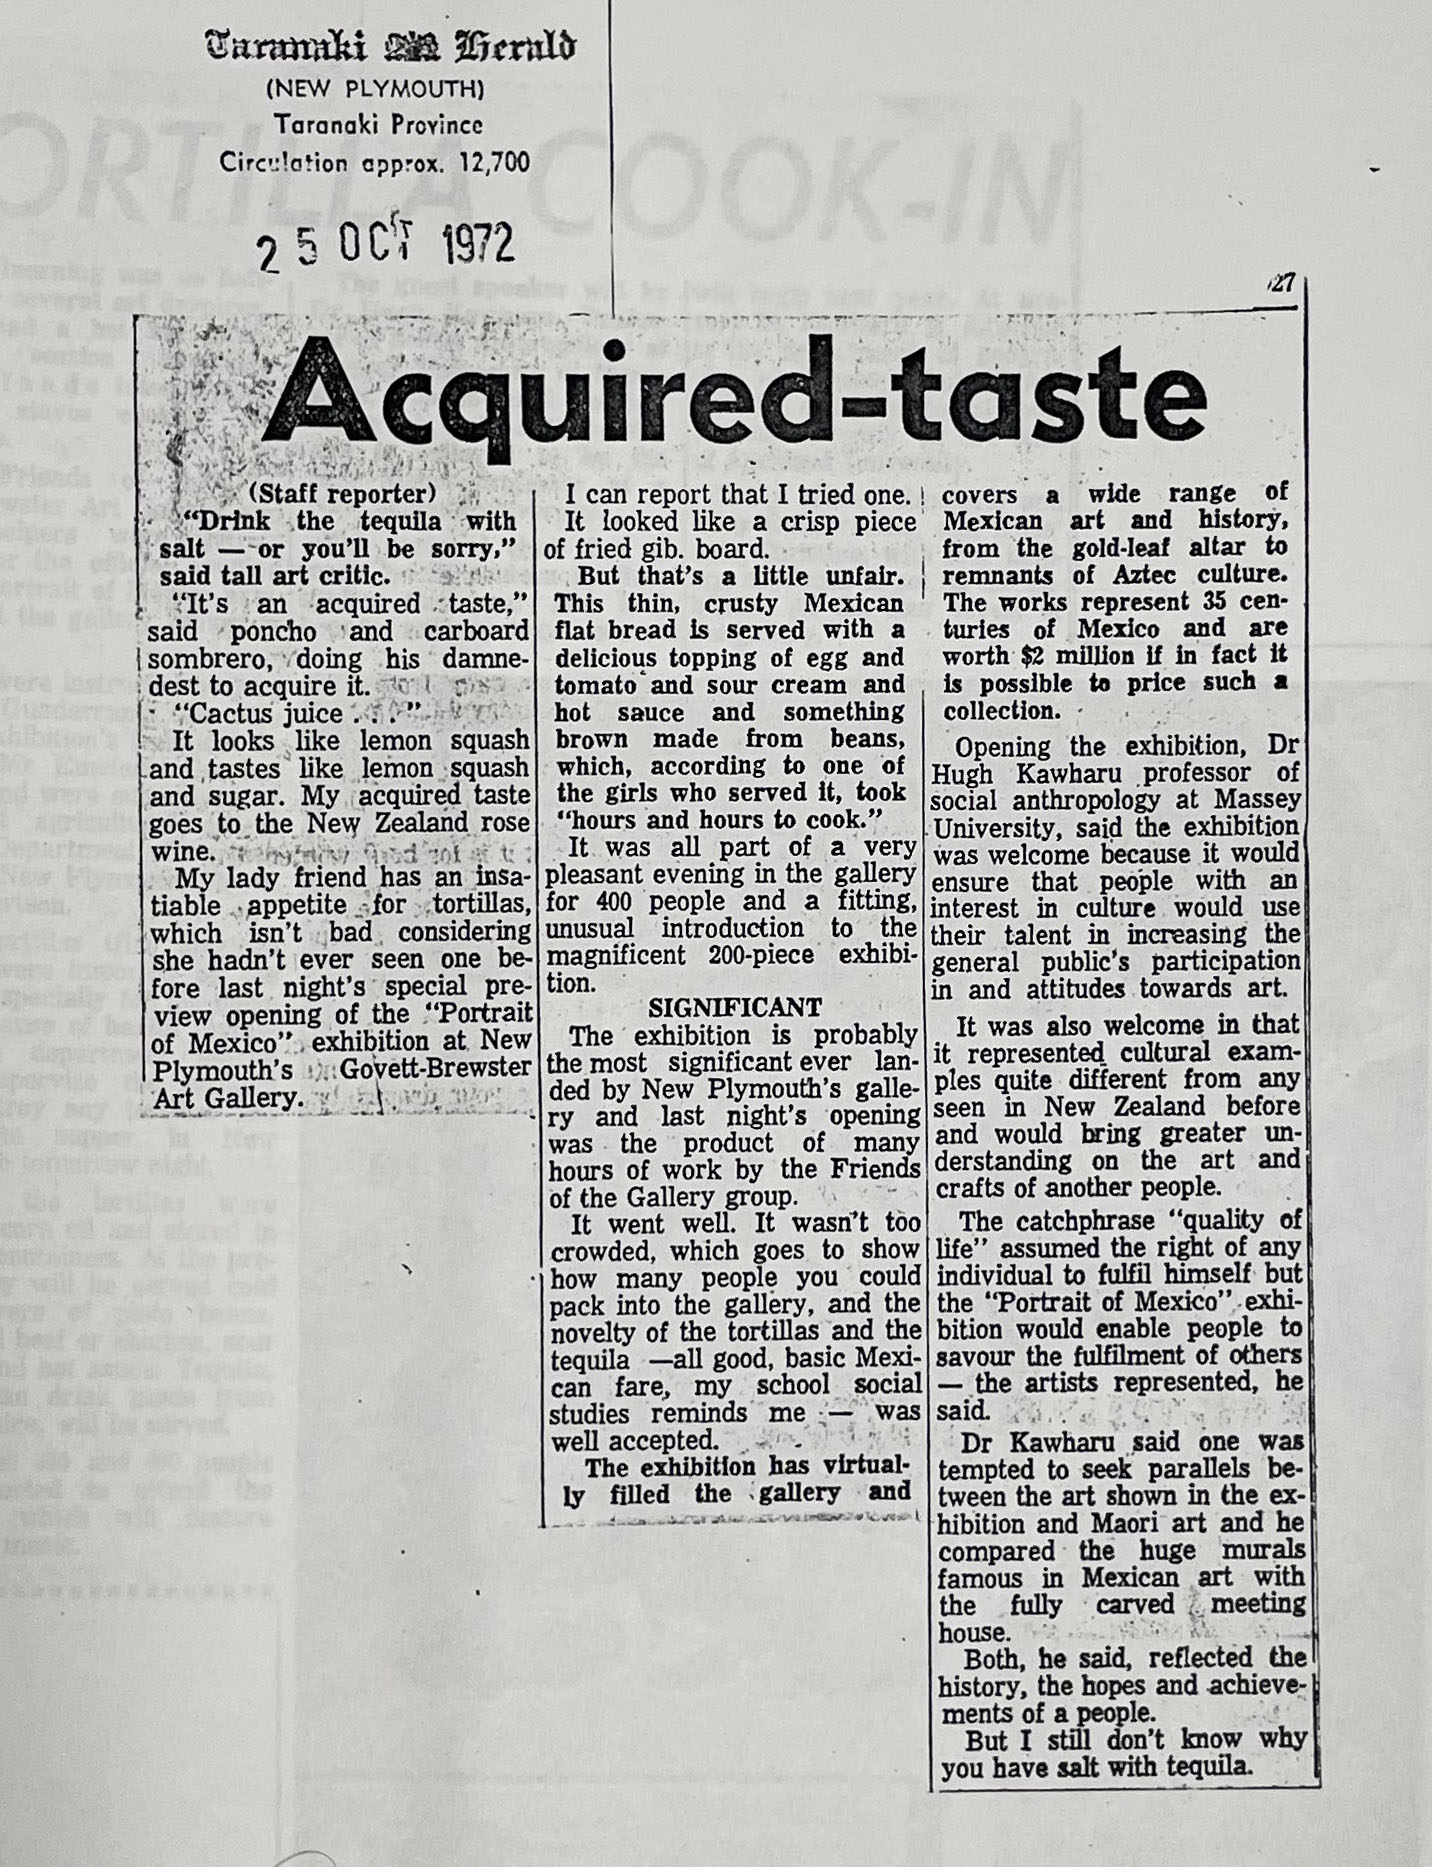 Taranaki Herald
(NEW PLYMOUTH)
Taranaki Province
Circulation approx. 12,700
25 OCT 1972
27
Acquired-taste
(Staff reporter)
"Drink the tequila with
salt — or you'll be sorry,"
said tall art critic.
"It's an acquired taste,"
said poncho and carboard
sombrero, doing his damne-
dest to acquire it.
"Cactus juice . . ."
It looks like lemon squash
and tastes like lemon squash
and sugar. My acquired taste
goes to the New Zealand rose
wine.
My lady friend has an insa-
tiable appetite for tortillas,
which isn't bad considering
she hadn't ever seen one be-
fore last night's special pre-
view opening of the "Portrait
of Mexico" exhibition at New
Plymouth's Govett-Brewster
Art Gallery.
I can report that I tried one.
It looked like a crisp piece
of fried gib. board.
But that's a little unfair.
This thin, crusty Mexican
flat bread is served with a
delicious topping of egg and
tomato and sour cream and
hot sauce and something
brown made from beans,
which, according to one of
the girls who served it, took
"hours and hours to cook."
It was all part of a very
pleasant evening in the gallery
for 400 people and a fitting,
unusual introduction to the
magnificent 200-piece exhibi-
tion.
SIGNIFICANT
The exhibition is probably
the most significant ever lan-
ded by New Plymouth's galle-
ry and last night's opening
was the product of many
hours of work by the Friends
of the Gallery group.
It went well. It wasn't too
crowded, which goes to show
how many people you could
pack into the gallery, and the
novelty of the tortillas and the
tequila —all good, basic Mexi-
can fare, my school social
studies reminds me — was
well accepted.
The exhibition has virtual-
ly filled the gallery and
covers a wide range of
Mexican art and history,
from the gold-leaf altar to
remnants of Aztec culture.
The works represent 35 cen-
turies of Mexico and are
worth $2 million if in fact it
is possible to price such a
collection.
Opening the exhibition, Dr
Hugh Kawharu professor of
social anthropology at Massey
University, said the exhibition
was welcome because it would
ensure that people with an
interest in culture would use
their talent in increasing the
general public's participation
in and attitudes towards art.
It was also welcome in that
it represented cultural exam-
ples quite different from any
seen in New Zealand before
and would bring greater un-
derstanding on the art and
crafts of another people.
The catchphrase "quality of
life" assumed the right of any
individual to fulfil himself but
the "Portrait of Mexico" exhi-
bition would enable people to
savour the fulfilment of others
— the artists represented, he
said.
Dr Kawharu said one was
tempted to seek parallels be-
tween the art shown in the ex-
hibition and Maori art and he
compared the huge murals
famous in Mexican art with
the fully carved meeting
house.
Both, he said, reflected the
history, the hopes and achieve-
ments of a people.
But I still don't know why
you have salt with tequila.
ORTILLA COOK-IN